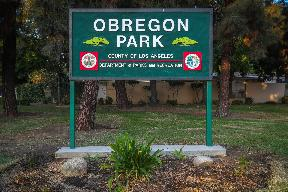 OBREGON
PARK
COUNTY OF LOS ANGELES
DEPARTMENT OF PARKS AND RECREATION